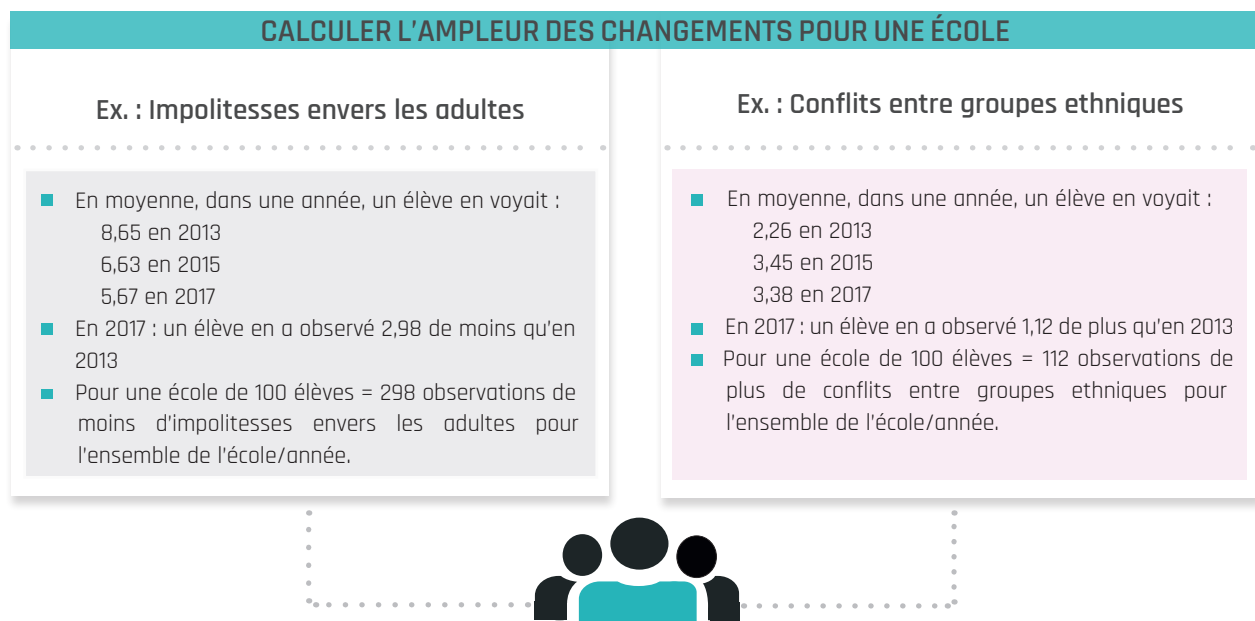 CALCULER L'AMPLEUR DES CHANGEMENTS POUR UNE ÉCOLE
Ex. : Impolitesses envers les adultes
En moyenne, dans une année, un élève en voyait :
8,65 en 2013
6,63 en 2015
5,67 en 2017
En 2017 : un élève en a observé 2,98 de moins qu'en
2013
Pour une école de 100 élèves = 298 observations de
moins d'impolitesses envers les adultes pour
l'ensemble de l'école/année.
Ex. : Conflits entre groupes ethniques
En moyenne, dans une année, un élève en voyait :
2,26 en 2013
3,45 en 2015
3,38 en 2017
En 2017 : un élève en a observé 1,12 de plus qu'en 2013
Pour une école de 100 élèves = 112 observations de
plus de conflits entre groupes ethniques pour
l'ensemble de l'école/année.